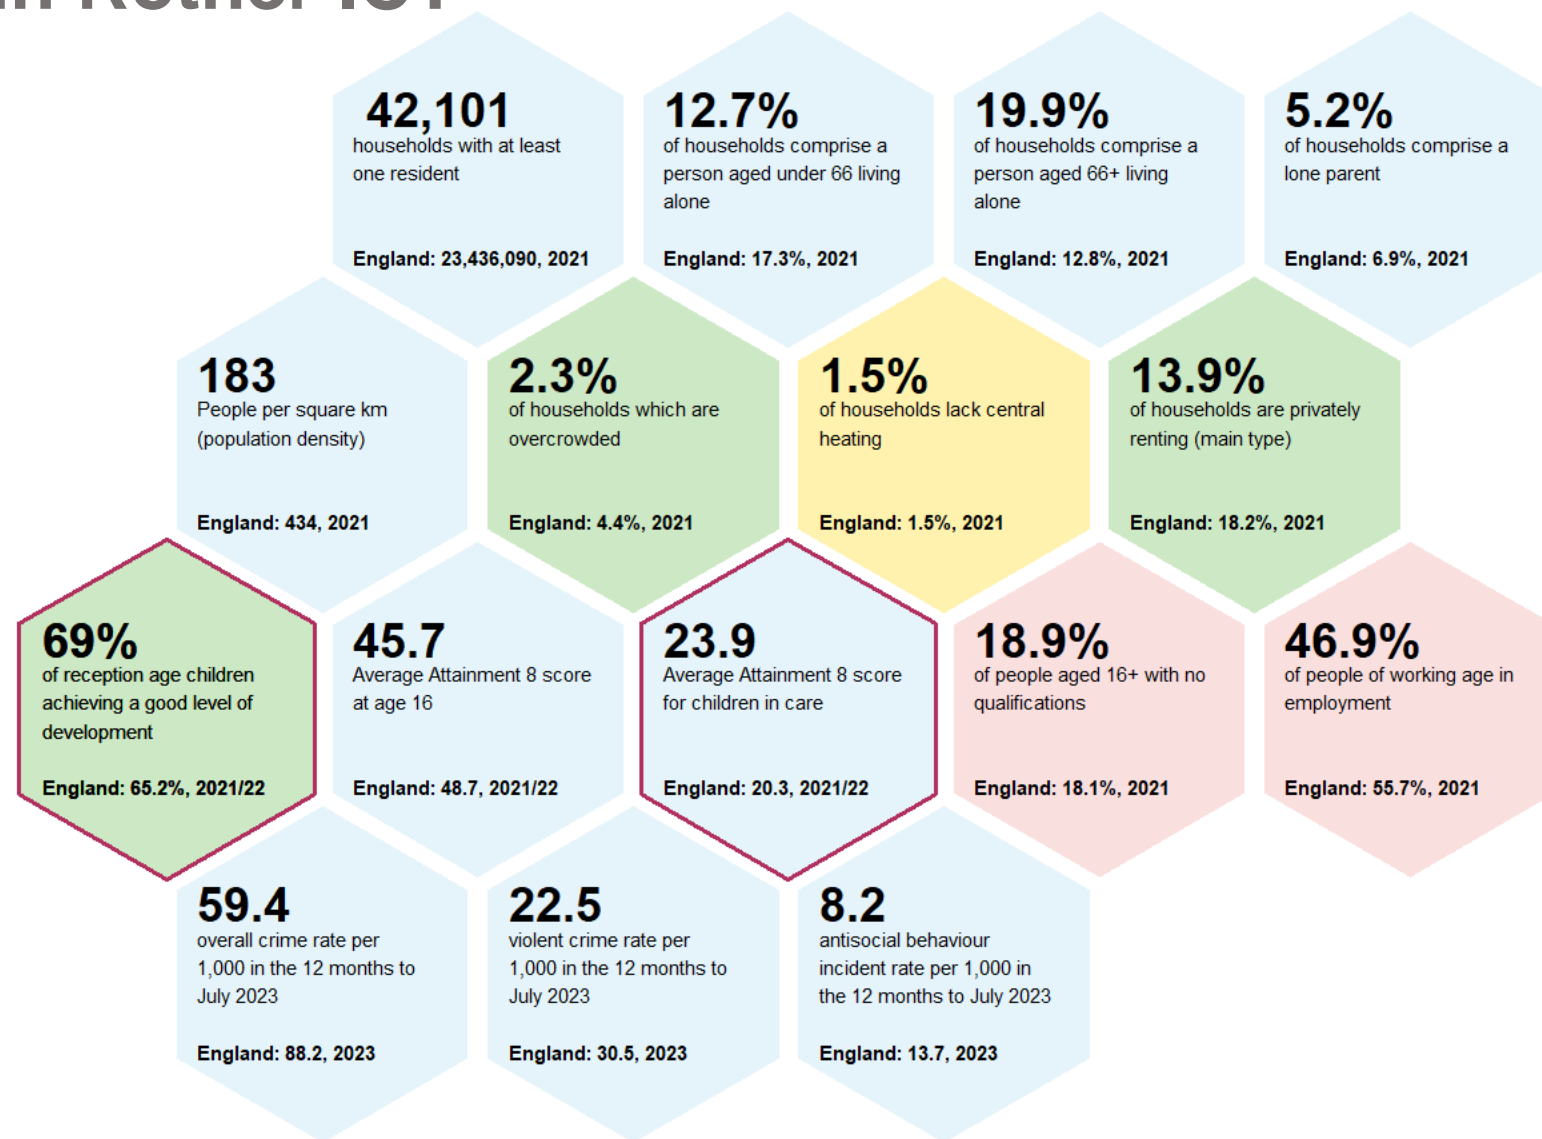 in Rother ICT
42,101
households with at least
one resident
England: 23,436,090, 2021
12.7%
of households comprise a
person aged under 66 living
alone
England: 17.3%, 2021
19.9%
of households comprise a
person aged 66+ living
alone
England: 12.8%, 2021
5.2%
of households comprise a
lone parent
England: 6.9%, 2021
183
People per square km
(population density)
England: 434, 2021
2.3%
of households which are
overcrowded
England: 4.4%, 2021
1.5%
of households lack central
heating
England: 1.5%, 2021
13.9%
of households are privately
renting (main type)
England: 18.2%, 2021
69%
of reception age children
achieving a good level of
development
England: 65.2%, 2021/22
45.7
Average Attainment 8 score
at age 16
England: 48.7, 2021/22
23.9
Average Attainment 8 score
for children in care
England: 20.3, 2021/22
18.9%
of people aged 16+ with no
qualifications
England: 18.1%, 2021
46.9%
of people of working age in
employment
England: 55.7%, 2021
59.4
overall crime rate per
1,000 in the 12 months to
July 2023
England: 88.2, 2023
22.5
violent crime rate per
1,000 in the 12 months to
July 2023
England: 30.5, 2023
8.2
antisocial behaviour
incident rate per 1,000 in
the 12 months to July 2023
England: 13.7, 2023